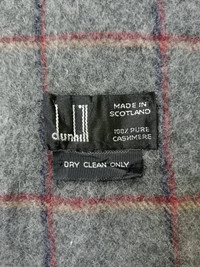 dunhill
MADE IN
SCOTLAND
100% PURE
CASHMERE
DRY CLEAN ONLY